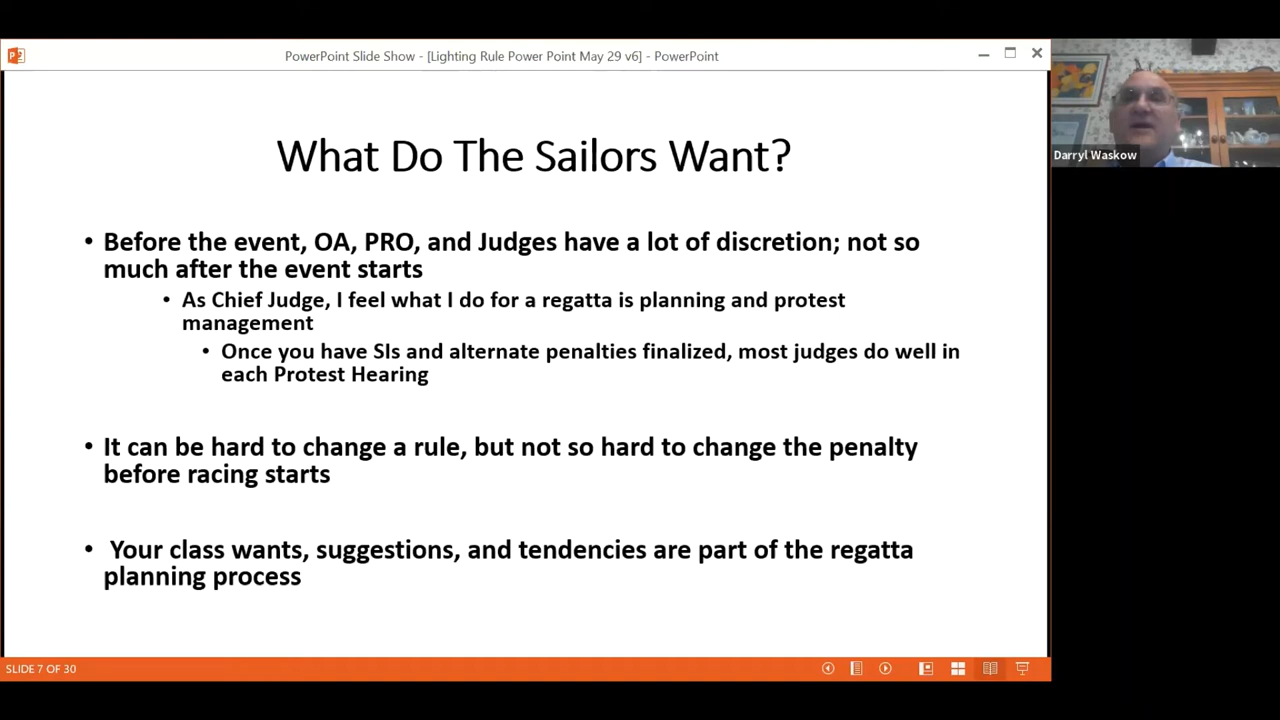 PowerPoint Slide Show - [Lighting Rule Power Point May 29 v6] - PowerPoint
What Do The Sailors Want?
• Before the event, OA, PRO, and Judges have a lot of discretion; not so
much after the event starts
• As Chief Judge, I feel what I do for a regatta is planning and protest
management
• Once you have SIs and alternate penalties finalized, most judges do well in
each Protest Hearing
• It can be hard to change a rule, but not so hard to change the penalty
before racing starts
• Your class wants, suggestions, and tendencies are part of the regatta
planning process
SLIDE 7 OF 30
Darryl Waskow